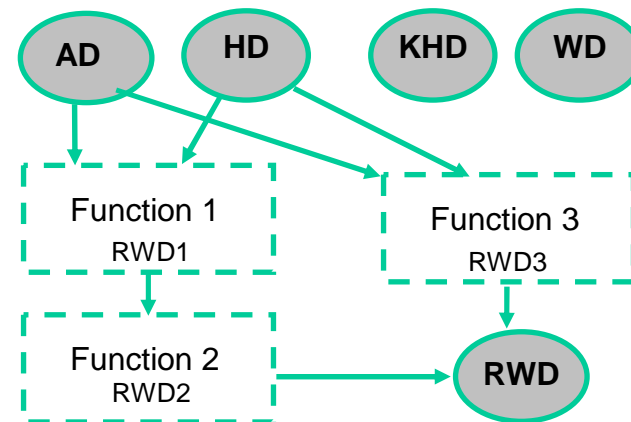 AD
HD
KHD
WD
Function 1
RWD1
Function 3
RWD3
Function 2
RWD2
RWD